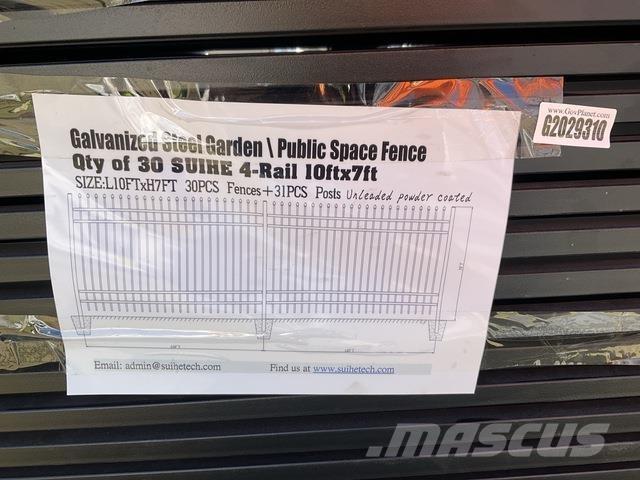 www.GovPlanet.com
G2029310
Galvanized Steel Garden \ Public Space Fence
Qty of 30 SUIHE 4-Rail 10ftx7ft
SIZE:L10FTxH7FT 30PCS Fences+31PCS Posts Unleaded powder coated
Email: admin@suihetech.com
Find us at www.suihetech.com
MASCUS